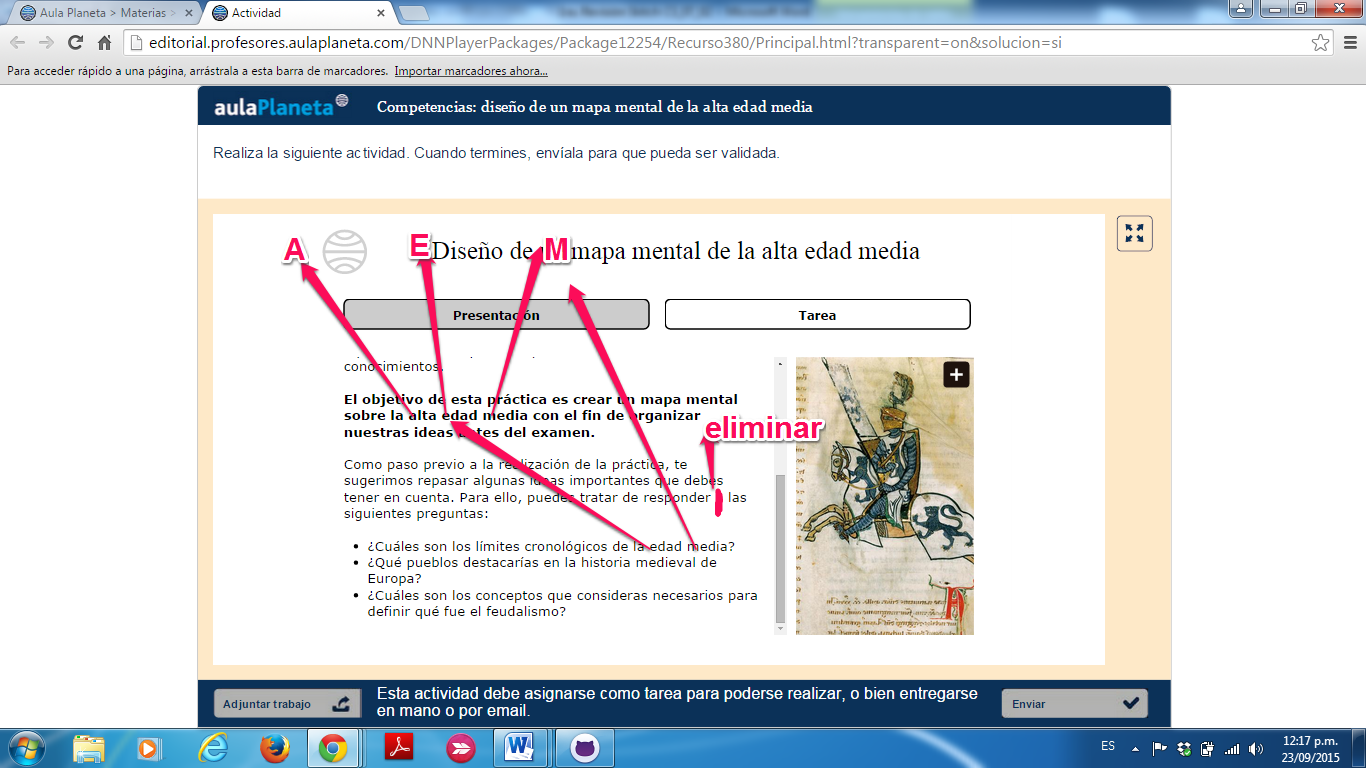 Aula Planeta > Materias >
Actividad
editorial.profesores.aulaplaneta.com/DNNPlayerPackages/Package12254/Recurso380/Principal.html?transparent=on&solucion=si
Para acceder rápido a una página, arrástrala a esta barra de marcadores. Importar marcadores ahora...
aulaPlaneta
Competencias: diseño de un mapa mental de la alta edad media
Realiza la siguiente actividad. Cuando termines, envíala para que pueda ser validada.
A
E
M
Diseño de mapa mental de la alta edad media
Presentación
Tarea
conocimientos.
El objetivo de esta práctica es crear un mapa mental
sobre la alta edad media con el fin de organizar
nuestras ideas antes del examen.
eliminar
Como paso previo a la realización de la práctica, te
sugerimos repasar algunas ideas importantes que debes
tener en cuenta. Para ello, puedes tratar de responder las
siguientes preguntas:
• ¿Cuáles son los límites cronológicos de la edad media?
• ¿Qué pueblos destacarías en la historia medieval de
Europa?
• ¿Cuáles son los conceptos que consideras necesarios para
definir qué fue el feudalismo?
Adjuntar trabajo
Esta actividad debe asignarse como tarea para poderse realizar, o bien entregarse
en mano o por email.
Enviar
ES
12:17 p.m.
23/09/2015